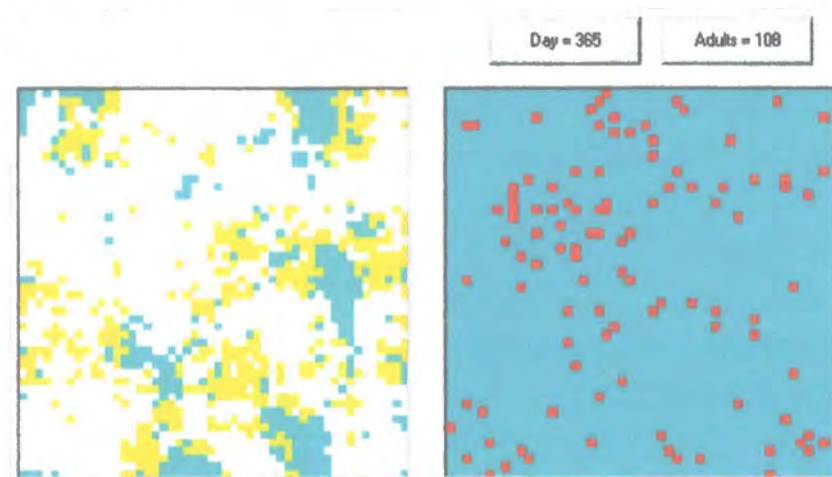 Day = 365
Adults = 108